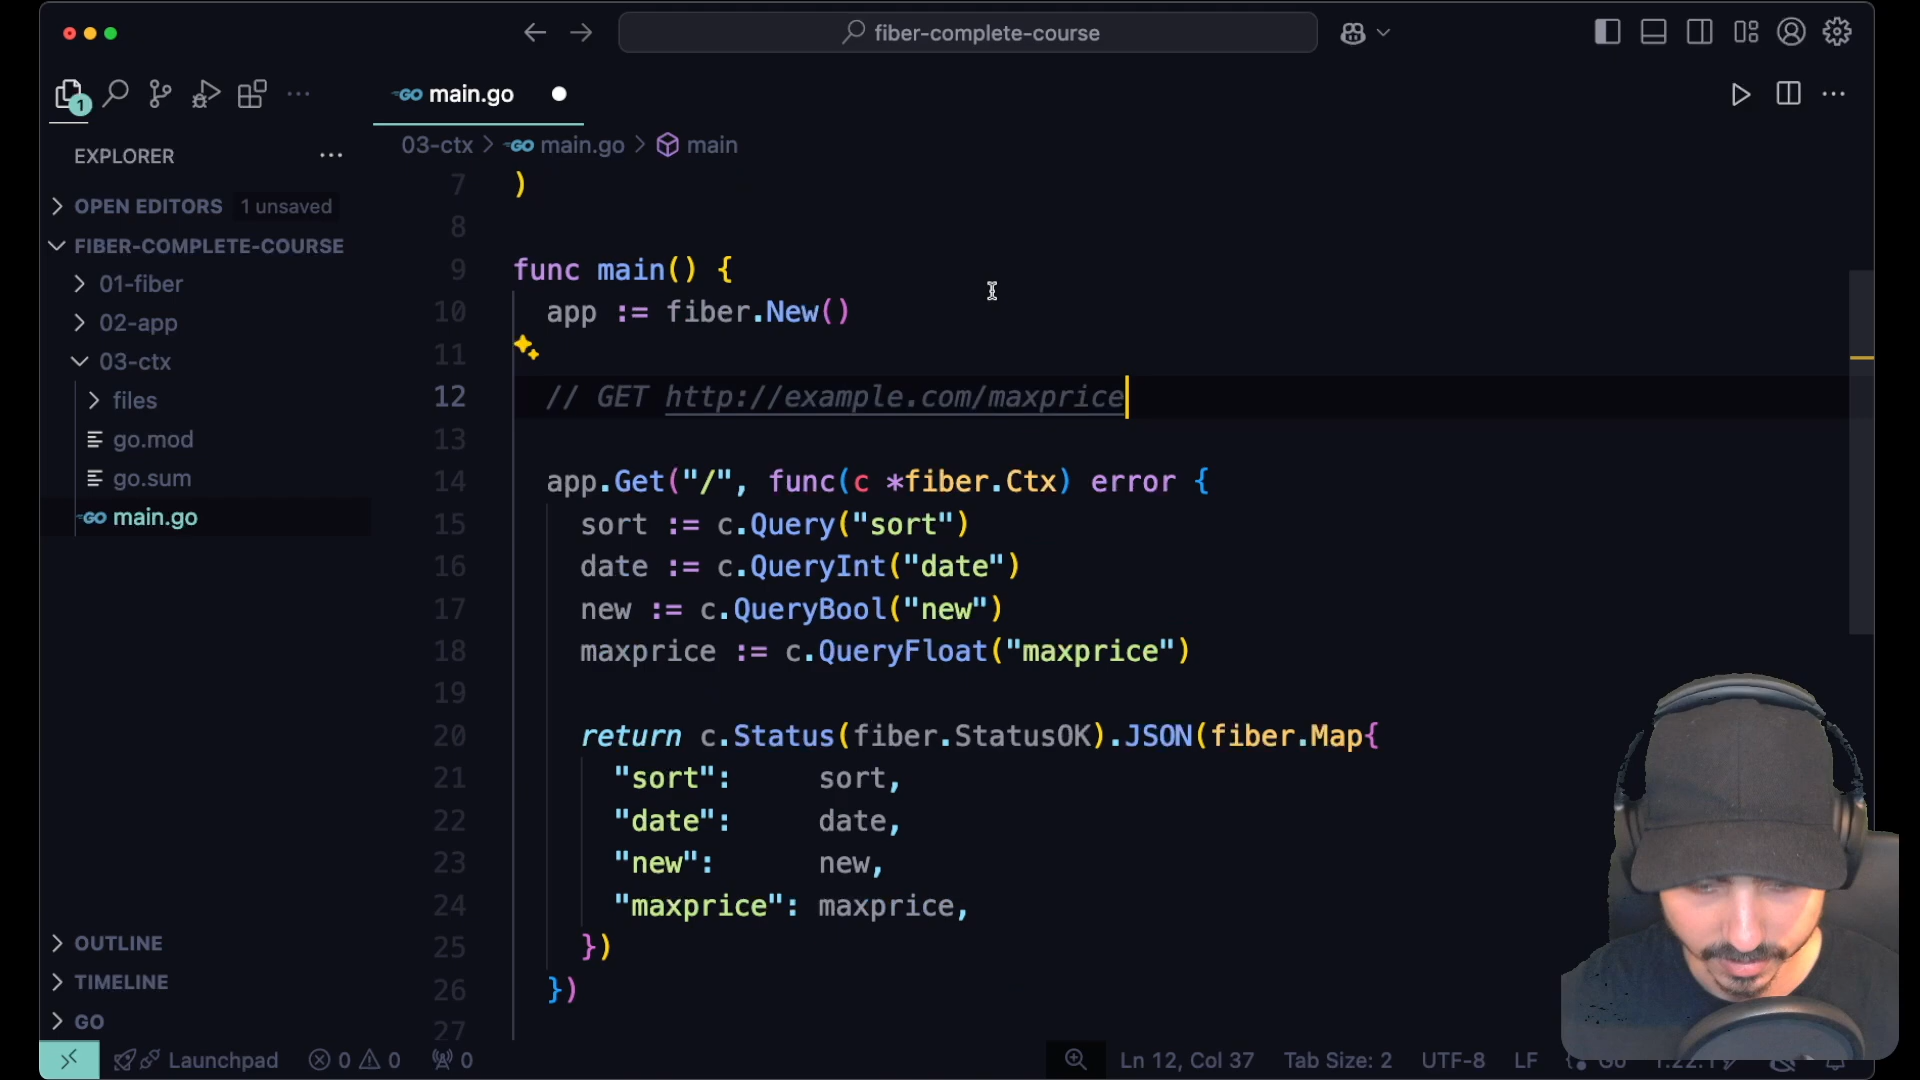 fiber-complete-course
1
GO main.go
03-ctx > GO main.go > main
EXPLORER
OPEN EDITORS 1 unsaved
FIBER-COMPLETE-COURSE
01-fiber
02-app
03-ctx
files
go.mod
go.sum
GO main.go
OUTLINE
TIMELINE
GO
7 )
8
9 func main() {
10 app := fiber.New()
11
12 // GET http://example.com/maxprice
13
14 app.Get("/", func(c *fiber.Ctx) error {
15 sort := c.Query("sort")
16 date := c.QueryInt("date")
17 new := c.QueryBool("new")
18 maxprice := c.QueryFloat("maxprice")
19
20 return c.Status(fiber.StatusOK).JSON(fiber.Map{
21 "sort": sort,
22 "date": date,
23 "new": new,
24 "maxprice": maxprice,
25 })
26 })
27
Launchpad 0 0 0 Ln 12, Col 37 Tab Size: 2 UTF-8 LF Go